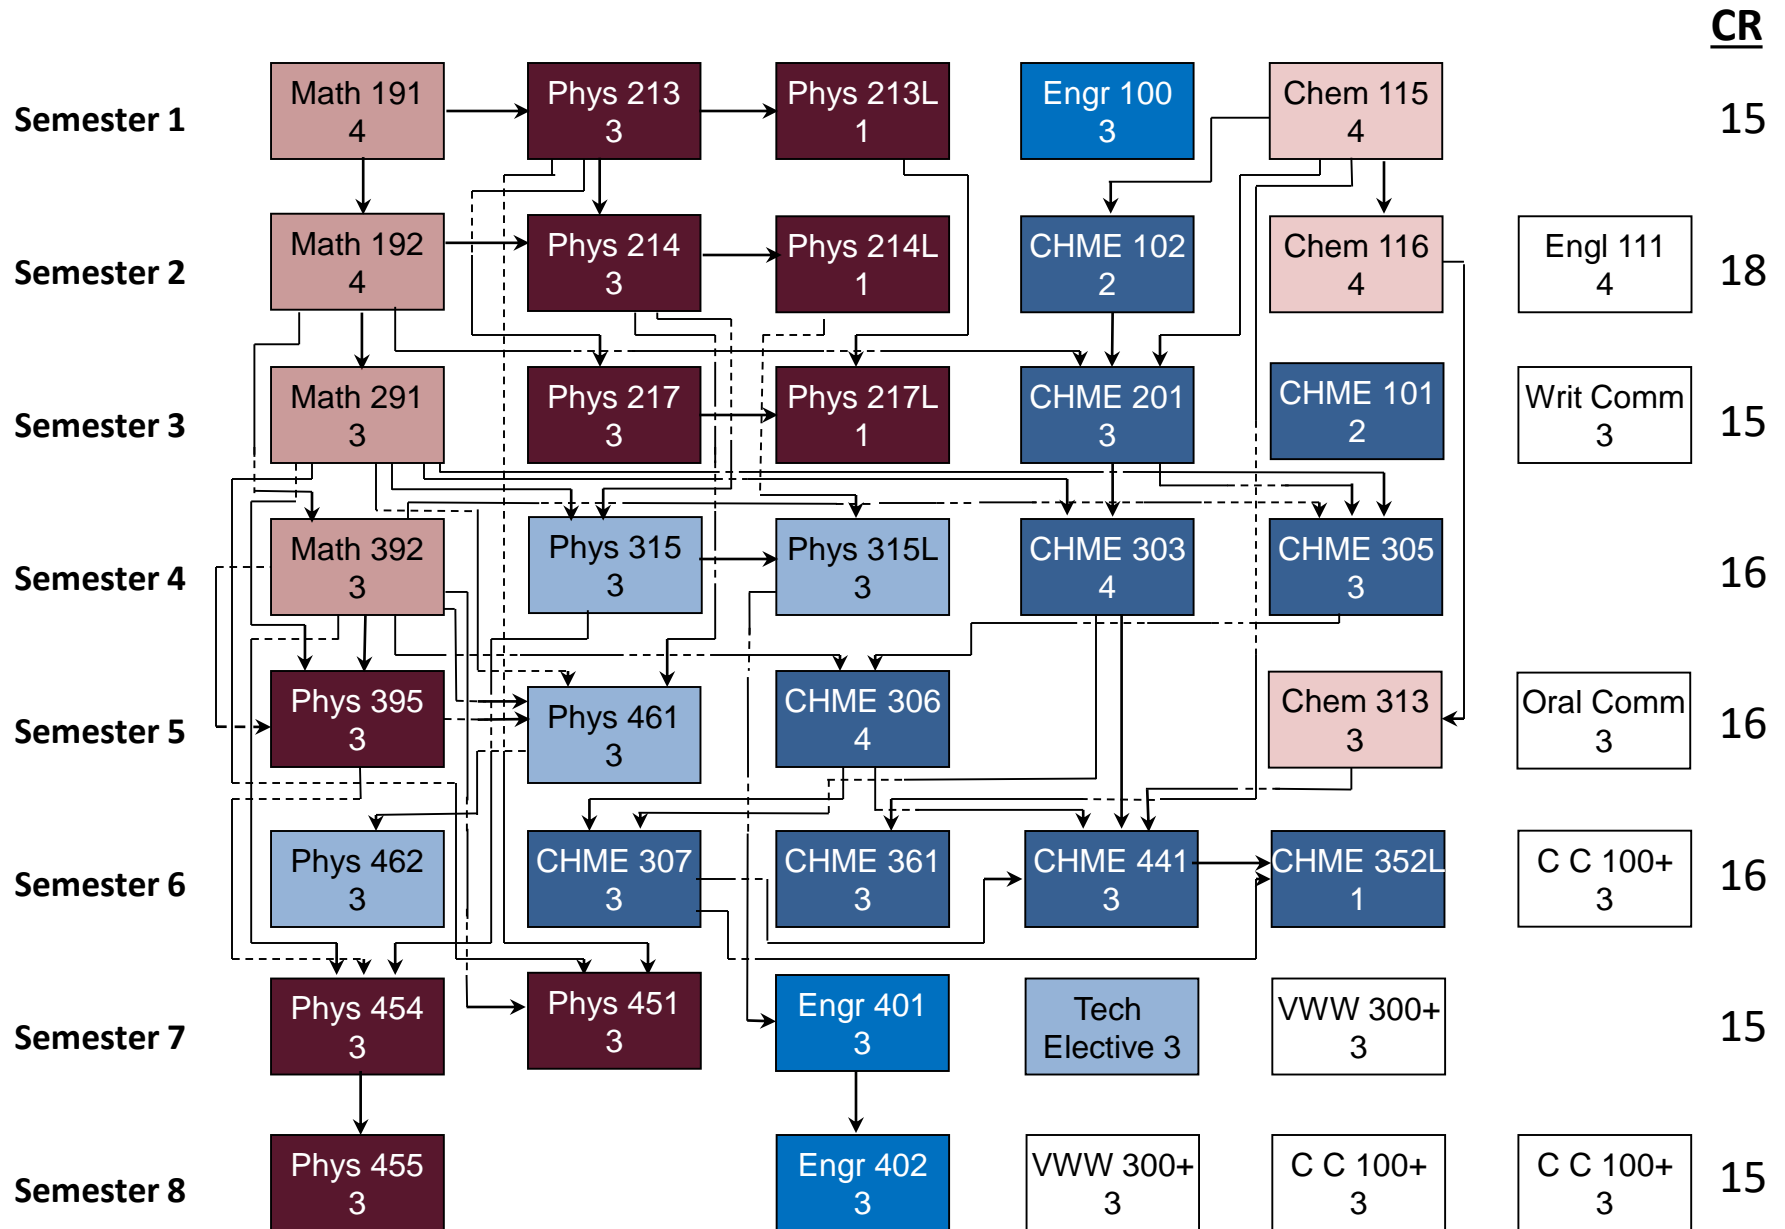 CR
Semester 1
Math 191
4
Phys 213
3
Phys 213L
1
Engr 100
3
Chem 115
4
15
Semester 2
Math 192
4
Phys 214
3
Phys 214L
1
CHME 102
2
Chem 116
4
Engl 111
4
18
Semester 3
Math 291
3
Phys 217
3
Phys 217L
1
CHME 201
3
CHME 101
2
Writ Comm
3
15
Semester 4
Math 392
3
Phys 315
3
Phys 315L
3
CHME 303
4
CHME 305
3
16
Semester 5
Phys 395
3
Phys 461
3
CHME 306
4
Chem 313
3
Oral Comm
3
16
Semester 6
Phys 462
3
CHME 307
3
CHME 361
3
CHME 441
3
CHME 352L
1
C C 100+
3
16
Semester 7
Phys 454
3
Phys 451
3
Engr 401
3
Tech
Elective 3
VWW 300+
3
15
Semester 8
Phys 455
3
Engr 402
3
VWW 300+
3
C C 100+
3
C C 100+
3
15